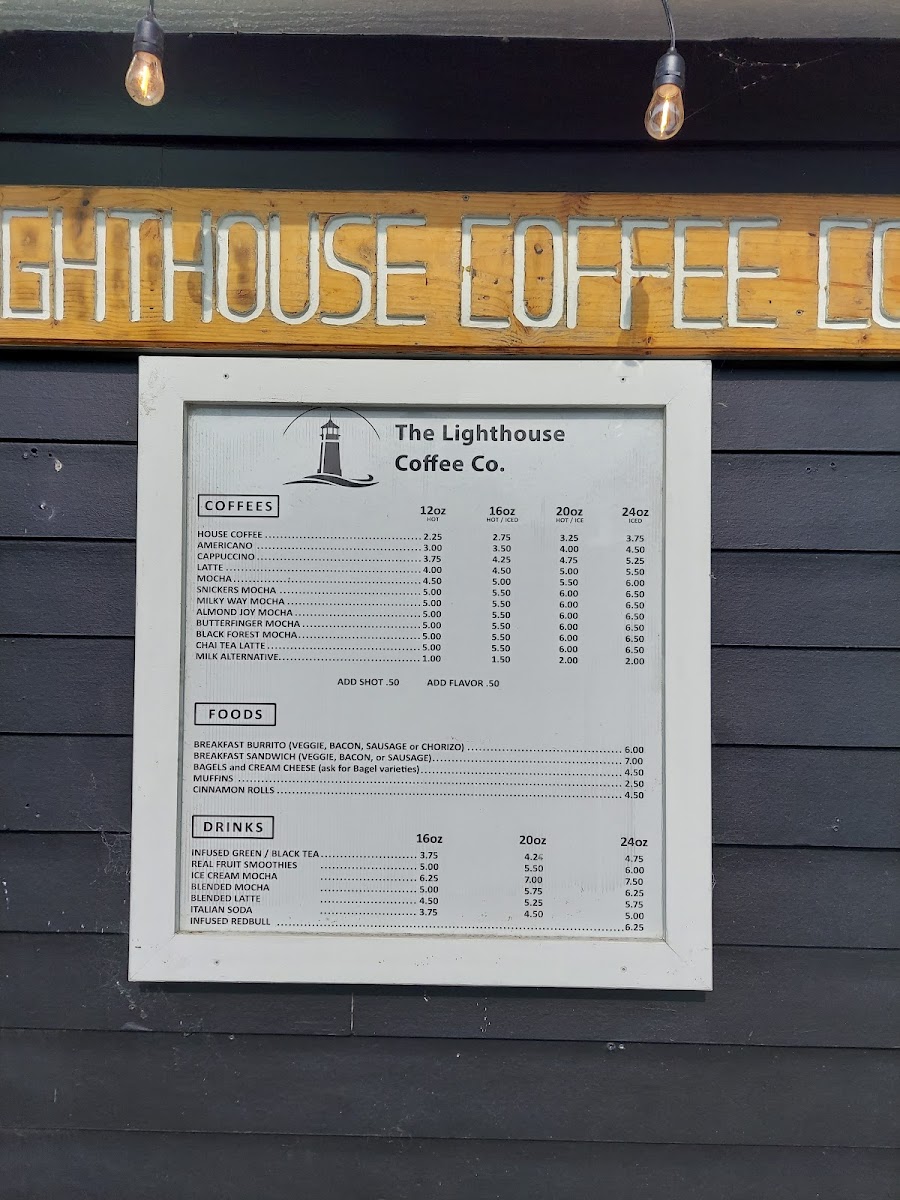 GHTHOUSE COFFEE CO
The Lighthouse
Coffee Co.
COFFEES
12oz 16oz 20oz 24oz
HOT HOT / ICED HOT / ICE ICED
HOUSE COFFEE 2.25 2.75 3.25 3.75
AMERICANO 3.00 3.50 4.00 4.50
CAPPUCCINO 3.75 4.25 4.75 5.25
LATTE 4.00 4.50 5.00 5.50
MOCHA 4.50 5.00 5.50 6.00
SNICKERS MOCHA 5.00 5.50 6.00 6.50
MILKY WAY MOCHA 5.00 5.50 6.00 6.50
ALMOND JOY MOCHA 5.00 5.50 6.00 6.50
BUTTERFINGER MOCHA 5.00 5.50 6.00 6.50
BLACK FOREST MOCHA 5.00 5.50 6.00 6.50
CHAI TEA LATTE 5.00 5.50 6.00 6.50
MILK ALTERNATIVE 1.00 1.50 2.00 2.00
ADD SHOT .50 ADD FLAVOR .50
FOODS
BREAKFAST BURRITO (VEGGIE, BACON, SAUSAGE or CHORIZO) 6.00
BREAKFAST SANDWICH (VEGGIE, BACON, or SAUSAGE) 7.00
BAGELS and CREAM CHEESE (ask for Bagel varieties) 4.50
MUFFINS 2.50
CINNAMON ROLLS 4.50
DRINKS
16oz 20oz 24oz
INFUSED GREEN / BLACK TEA 3.75 4.24 4.75
REAL FRUIT SMOOTHIES 5.00 5.50 6.00
ICE CREAM MOCHA 6.25 7.00 7.50
BLENDED MOCHA 5.00 5.75 6.25
BLENDED LATTE 4.50 5.25 5.75
ITALIAN SODA 3.75 4.50 5.00
INFUSED REDBULL 6.25